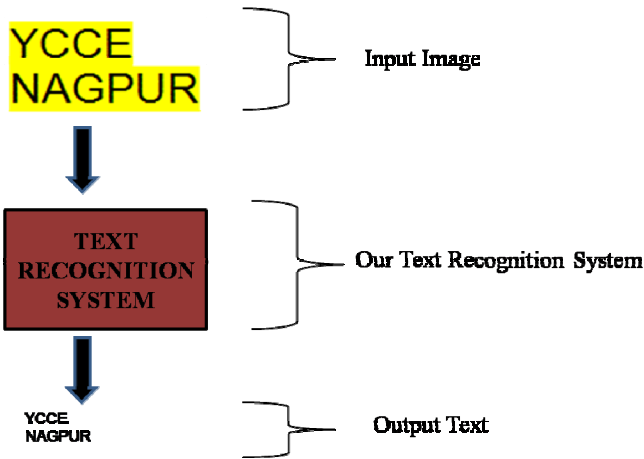 YCCE
NAGPUR
Input Image
TEXT
RECOGNITION
SYSTEM
Our Text Recognition System
YCCE
NAGPUR
Output Text